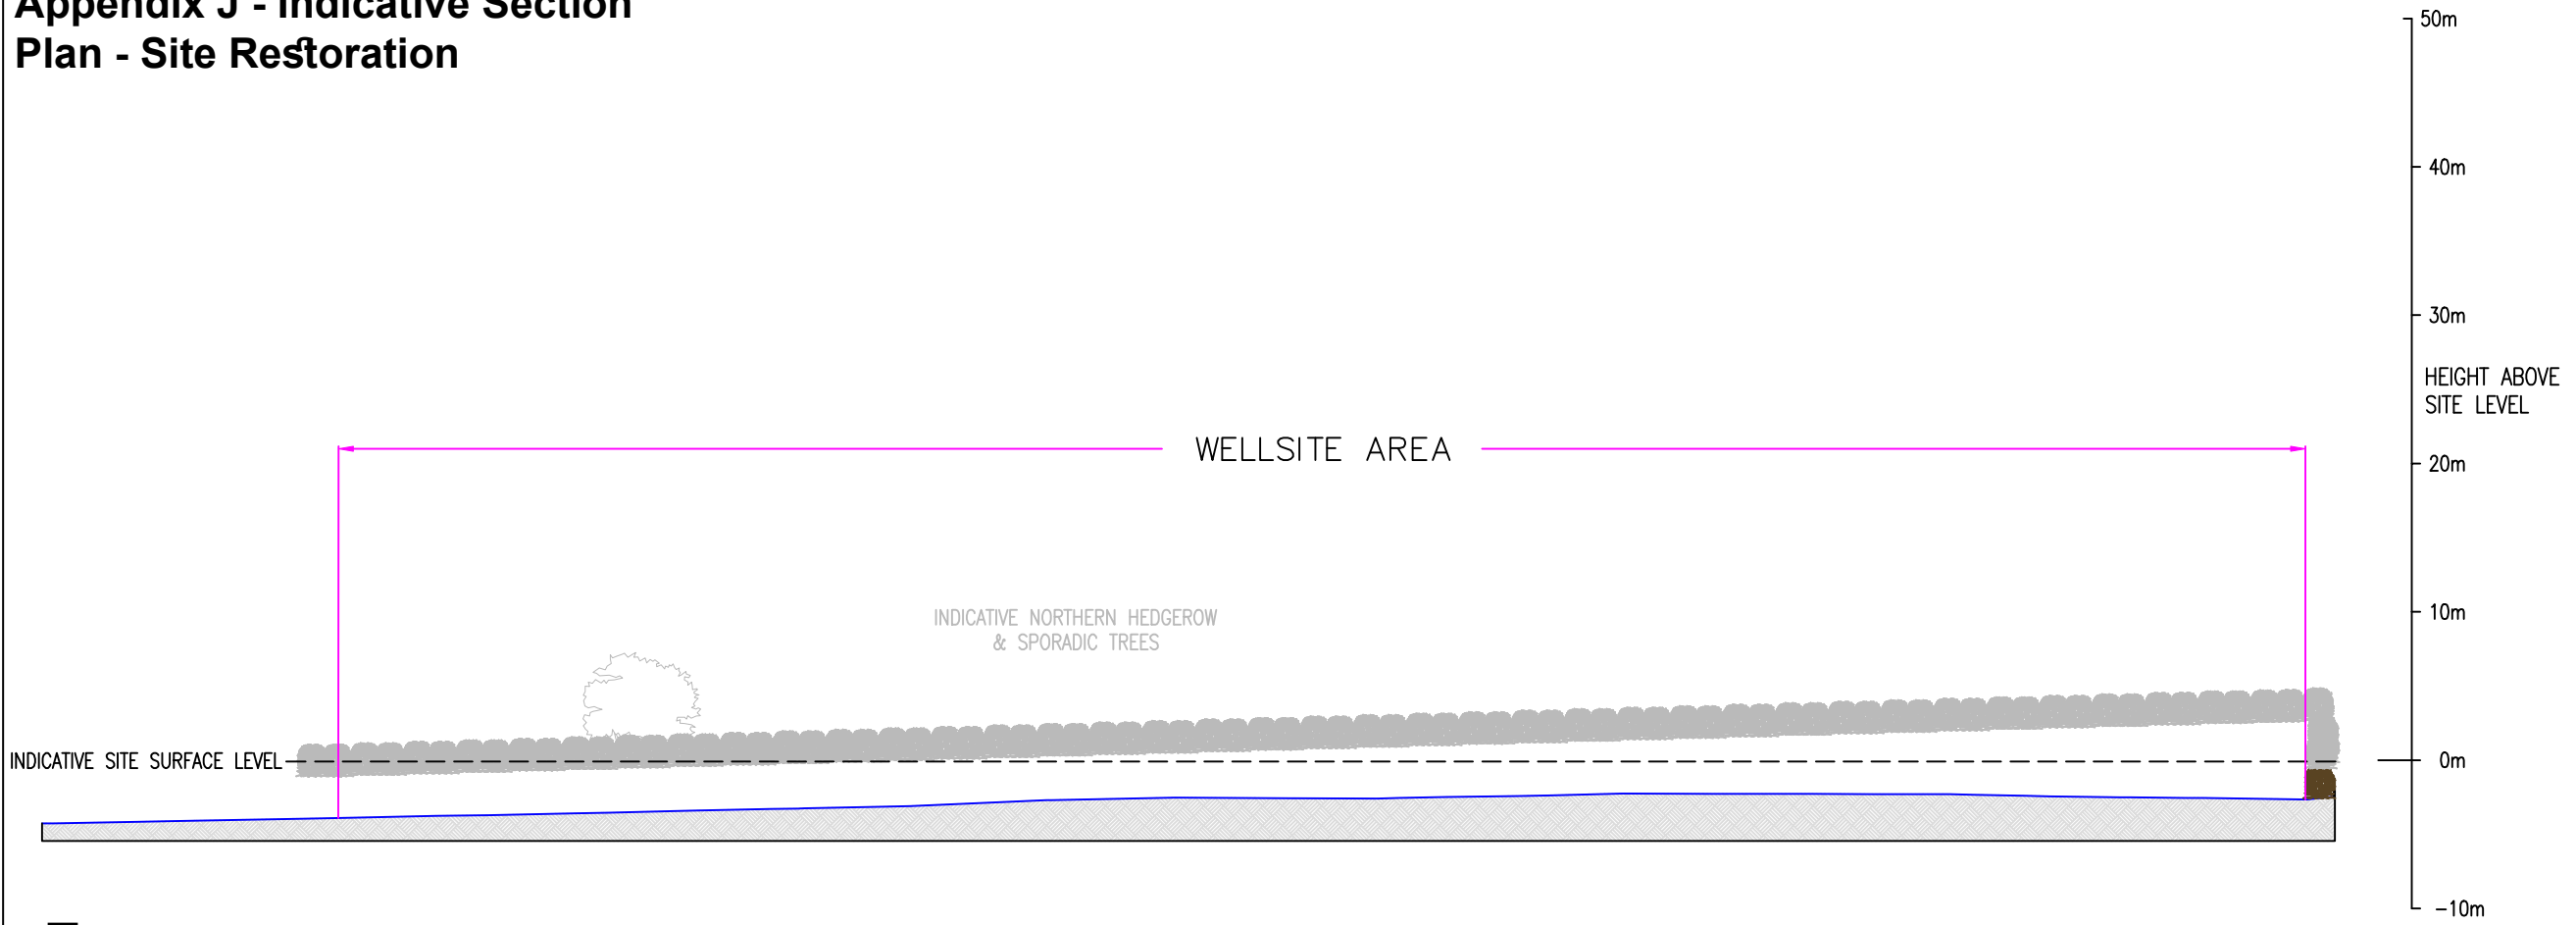 Appendix J - Indicative Section
Plan - Site Restoration
50m
40m
30m
HEIGHT ABOVE
SITE LEVEL
WELLSITE AREA
20m
INDICATIVE NORTHERN HEDGEROW
& SPORADIC TREES
10m
INDICATIVE SITE SURFACE LEVEL
0m
-10m